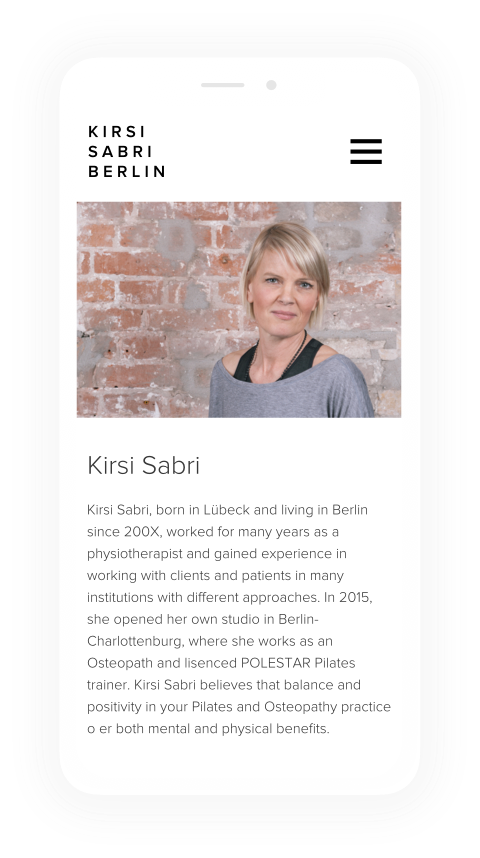 KIRSI
SABRI
BERLIN
Kirsi Sabri
Kirsi Sabri, born in Lübeck and living in Berlin
since 200X, worked for many years as a
physiotherapist and gained experience in
working with clients and patients in many
institutions with different approaches. In 2015,
she opened her own studio in Berlin-
Charlottenburg, where she works as an
Osteopath and lisenced POLESTAR Pilates
trainer. Kirsi Sabri believes that balance and
positivity in your Pilates and Osteopathy practice
o er both mental and physical benefits.